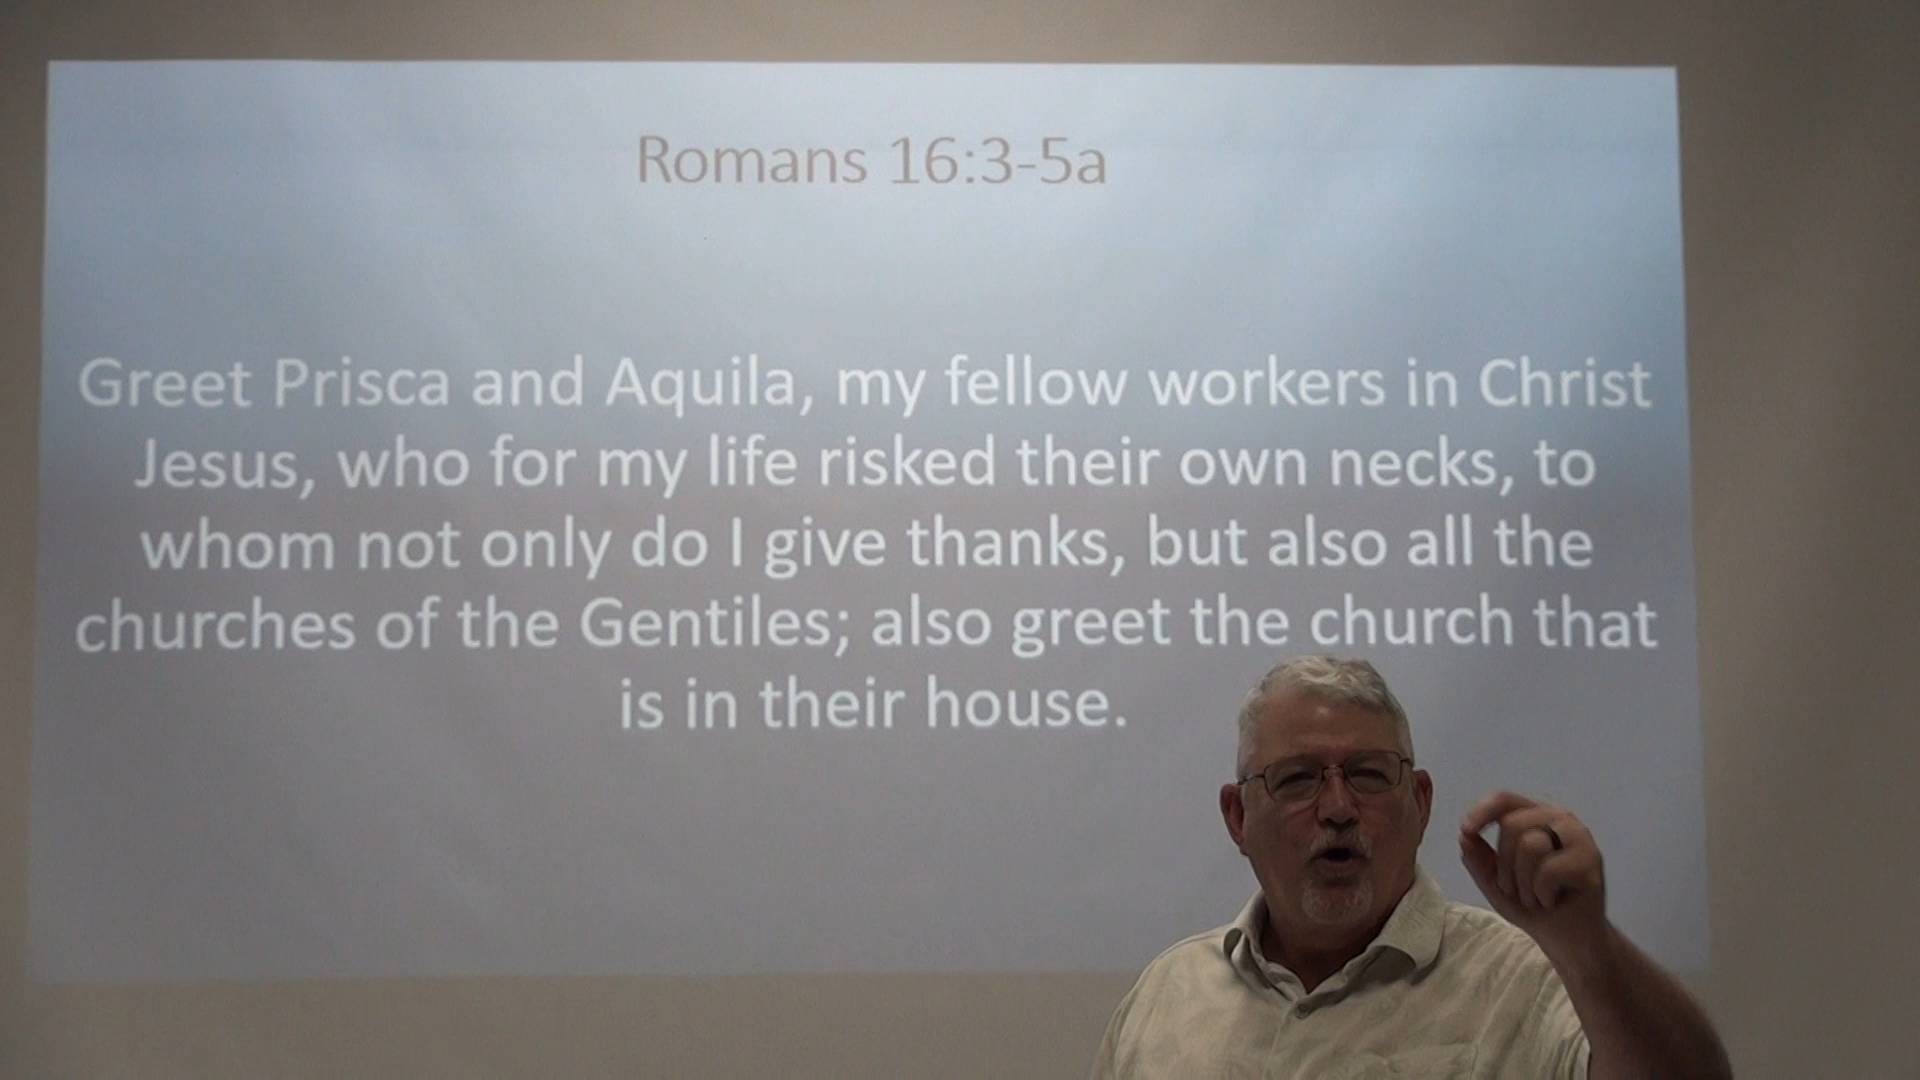 Romans 16:3-5a
Greet Prisca and Aquila, my fellow workers in Christ
Jesus, who for my life risked their own necks, to
whom not only do I give thanks, but also all the
churches of the Gentiles; also greet the church that
is in their house.